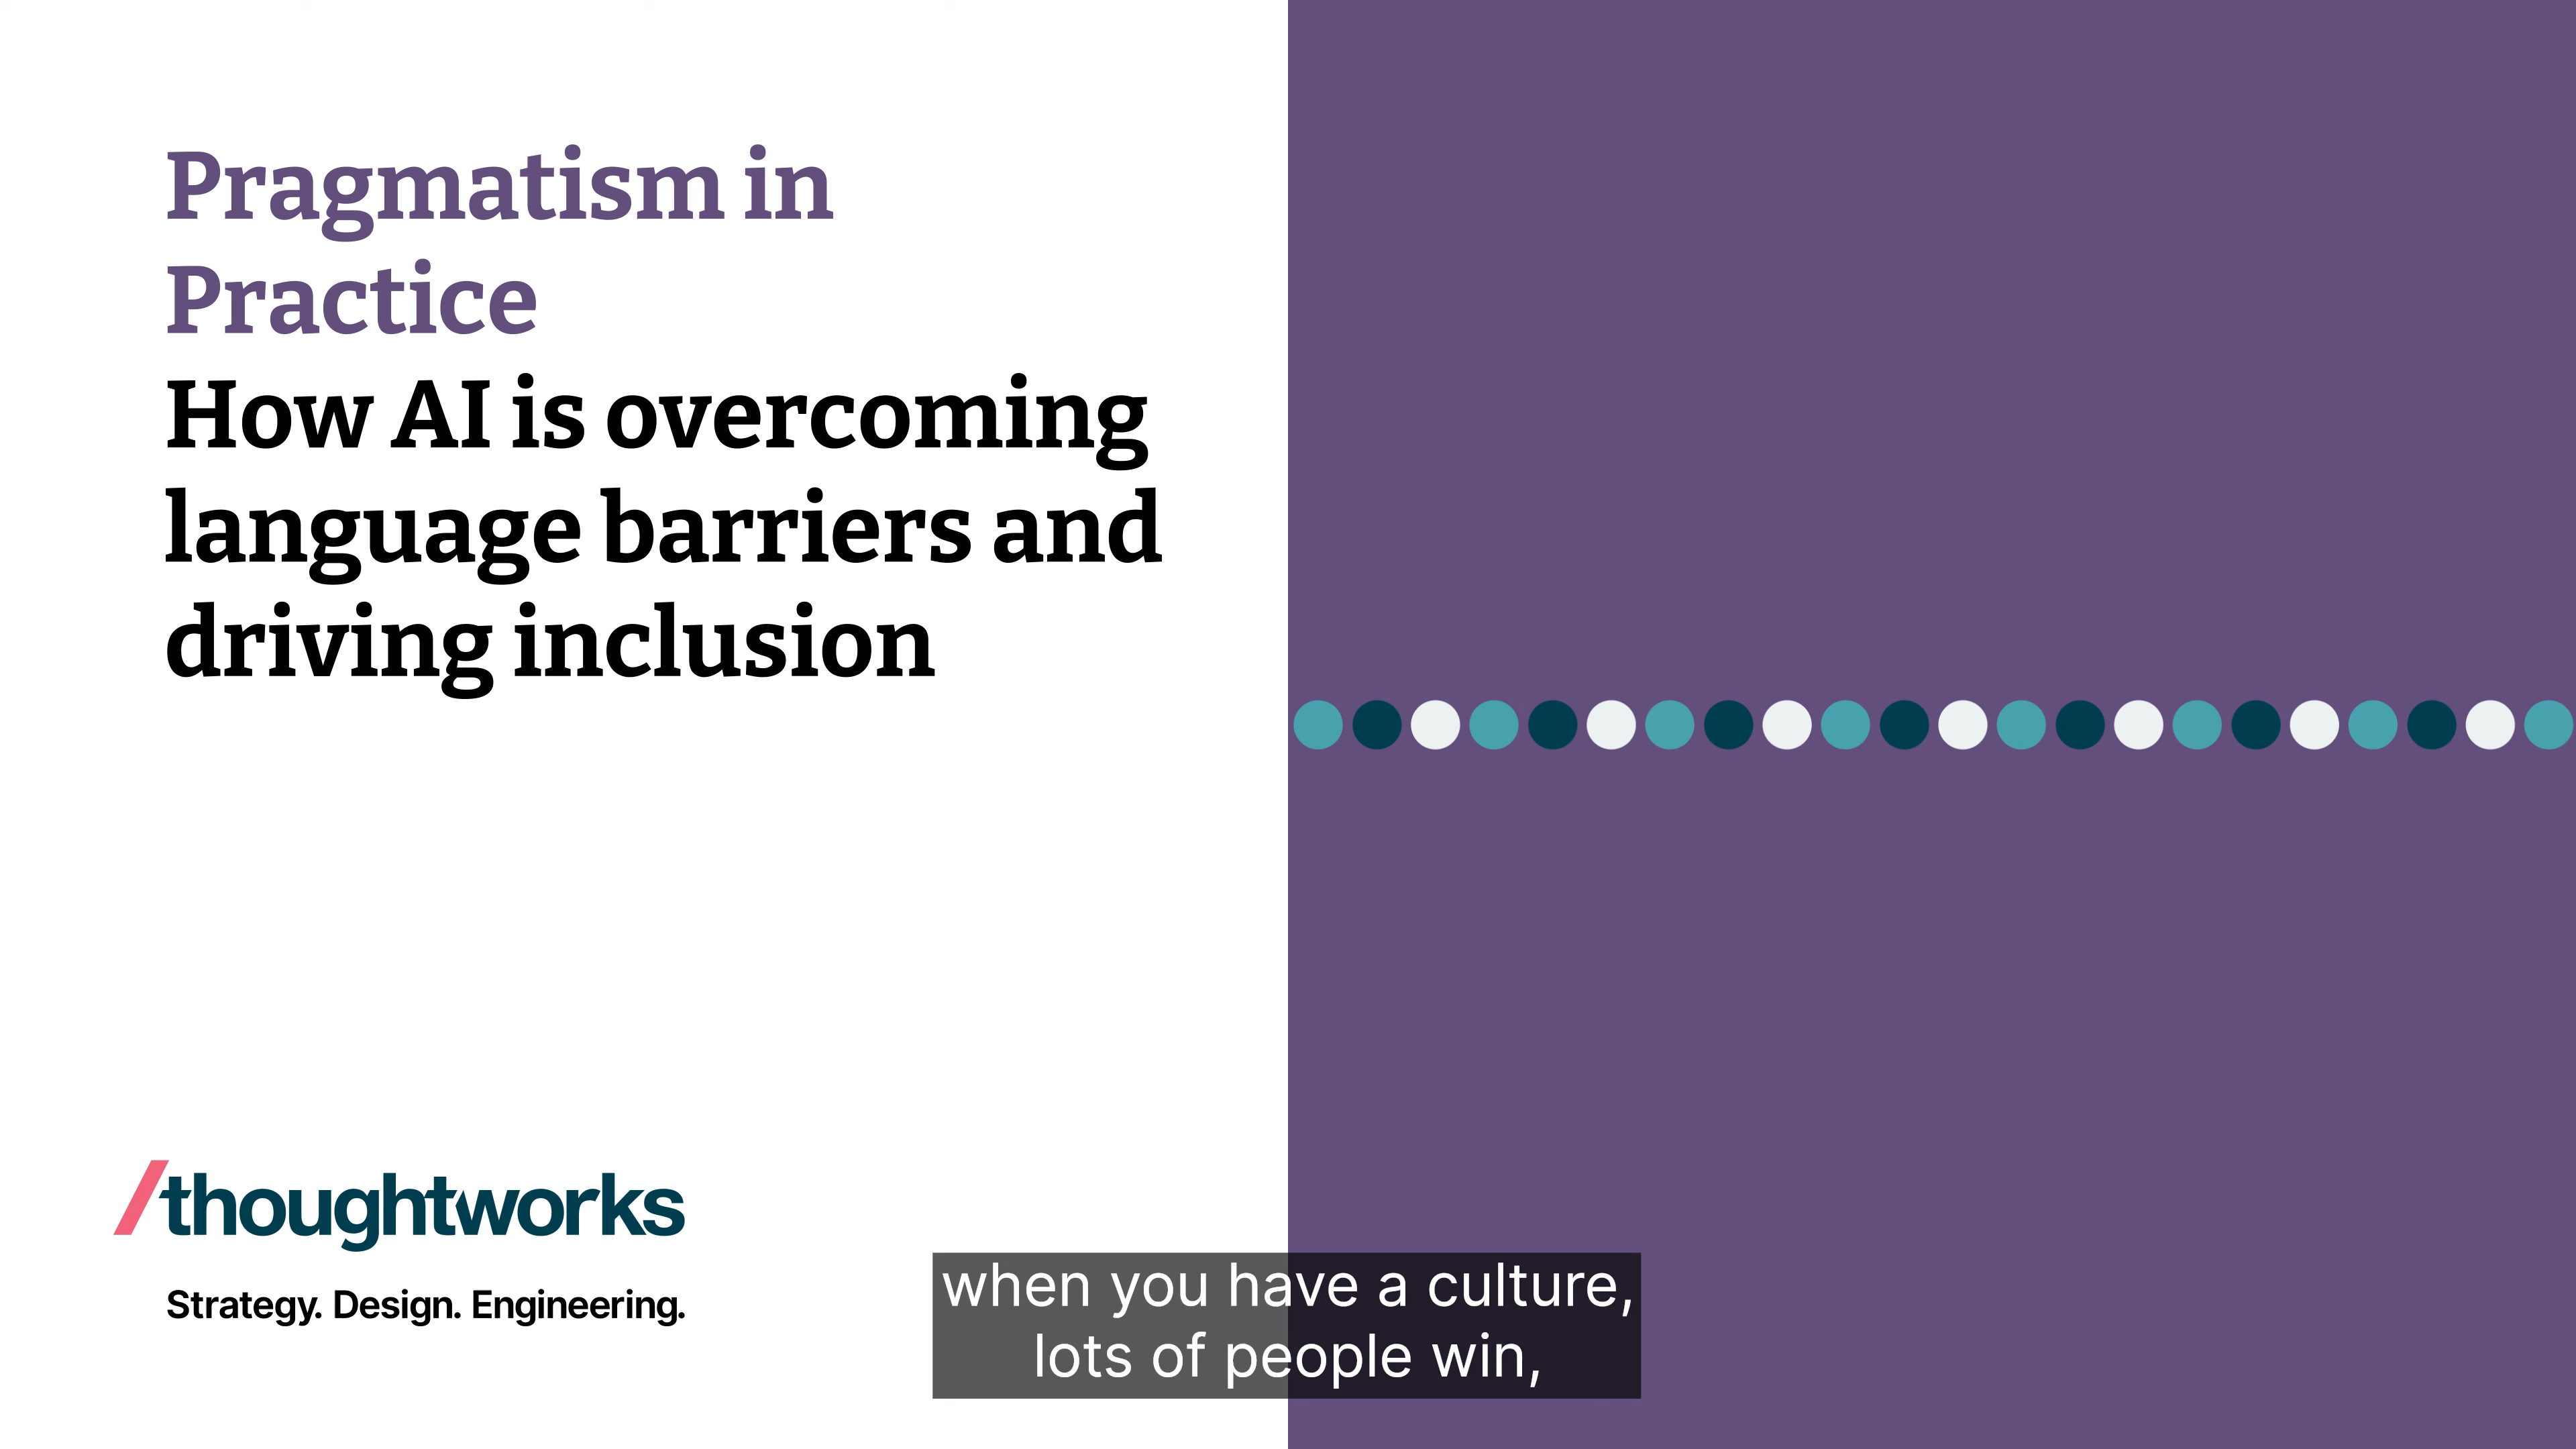 Pragmatism in
Practice
How AI is overcoming
language barriers and
driving inclusion
/thoughtworks
Strategy. Design. Engineering.
when you have a culture,
lots of people win,